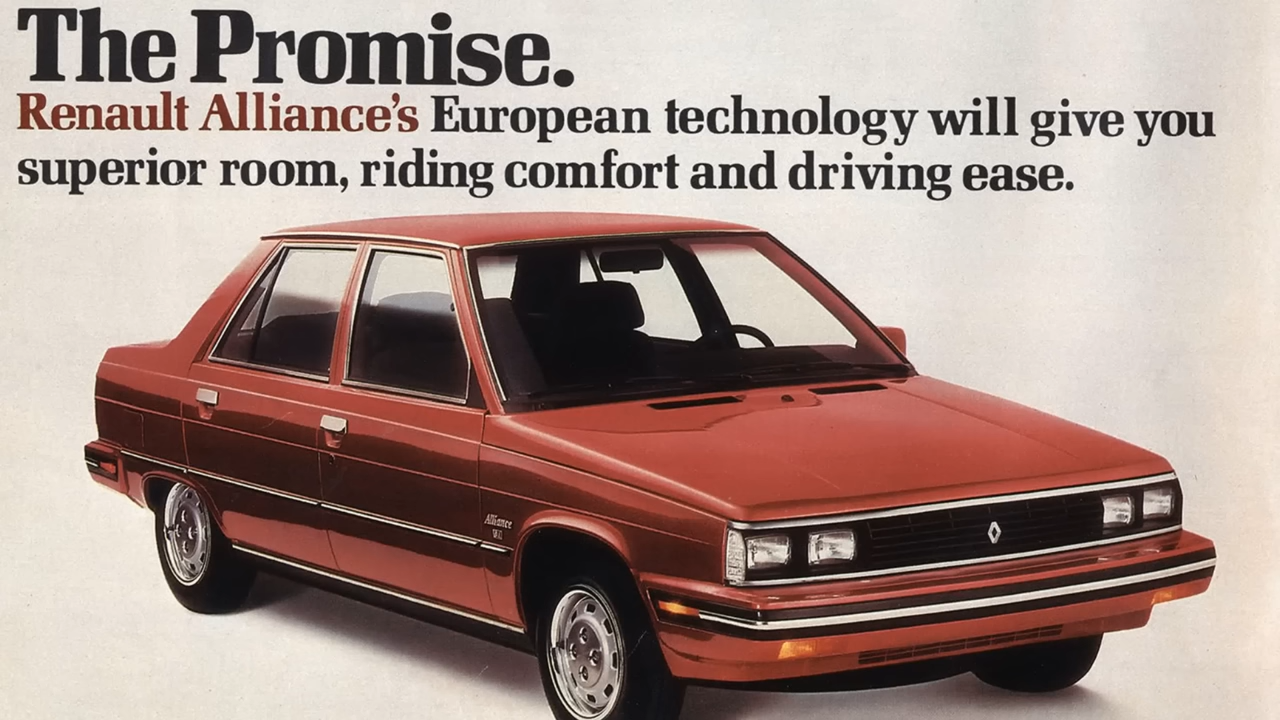 The Promise.
Renault Alliance's European technology will give you
superior room, riding comfort and driving ease.
Alliance